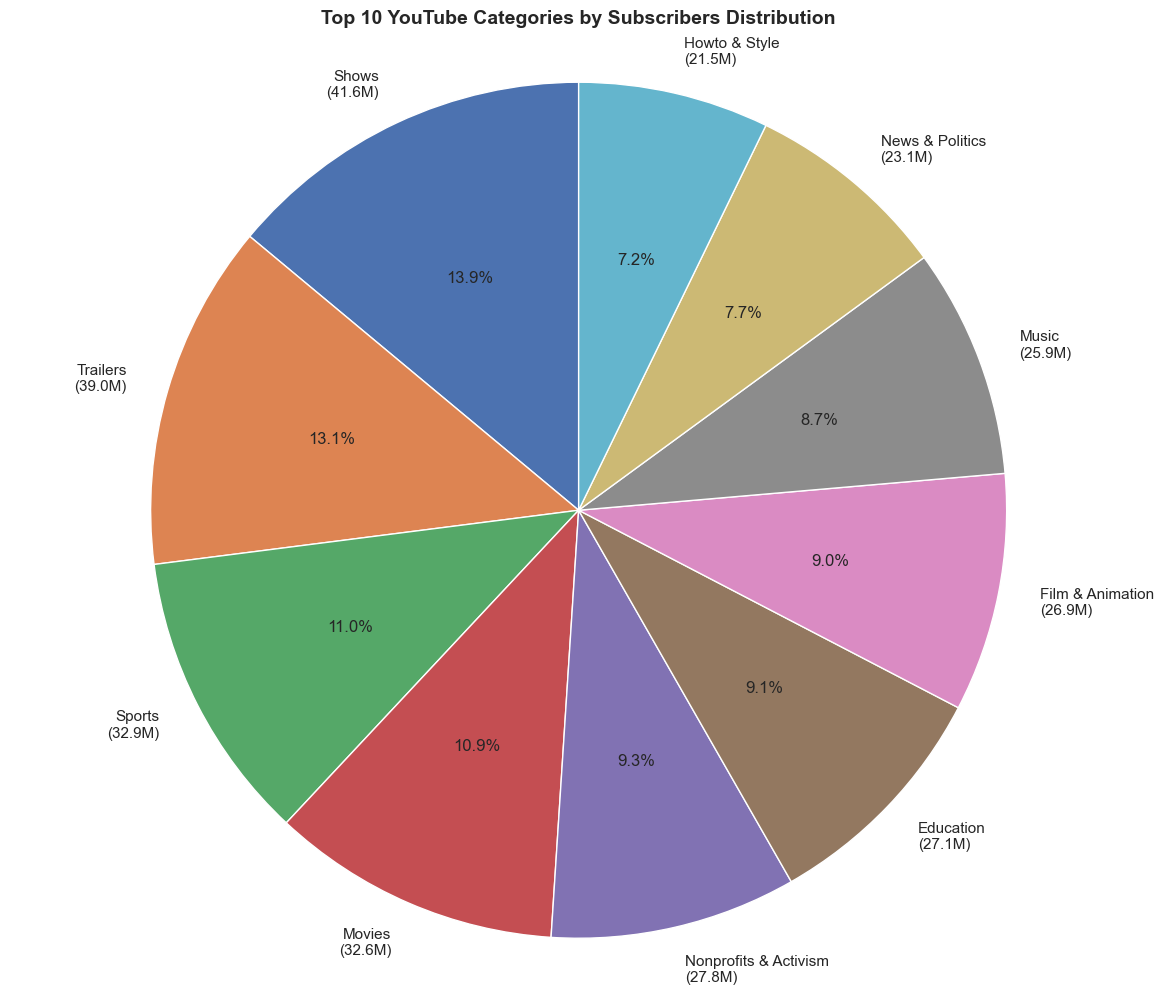 Top 10 YouTube Categories by Subscribers Distribution
Howto & Style
(21.5M)
Shows
(41.6M)
News & Politics
(23.1M)
7.2%
13.9%
7.7%
Music
(25.9M)
Trailers
(39.0M)
8.7%
13.1%
9.0%
Film & Animation
(26.9M)
11.0%
9.1%
Sports
(32.9M)
10.9%
9.3%
Education
(27.1M)
Movies
(32.6M)
Nonprofits & Activism
(27.8M)